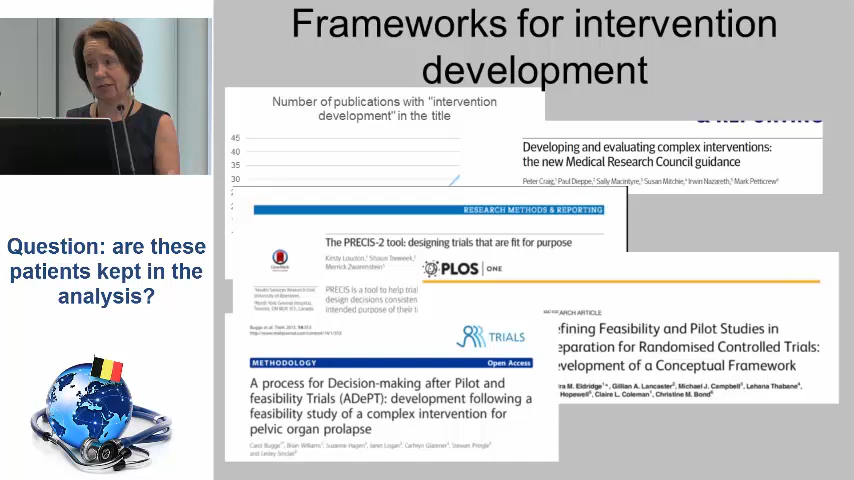 Frameworks for intervention
development
Number of publications with "intervention
development" in the title
45
40
35
30
& REPORTING
Developing and evaluating complex interventions:
the new Medical Research Council guidance
Peter Craig, Paul Dieppe, Sally Macintyre, Susan Mitchie, Irwin Nazareth, Mark Petticrew
RESEARCH METHODS & REPORTING
The PRECIS-2 tool: designing trials that are fit for purpose
Kirsty Loudon, Shaun Treweek,
Merrick Zwarenstein
PRECIS is a tool to help trial
design decisions consisten
intended purpose of their t
PLOS ONE
ARCH ARTICLE
efining Feasibility and Pilot Studies in
eparation for Randomised Controlled Trials:
evelopment of a Conceptual Framework
ra M. Eldridge, Gillian A. Lancaster, Michael J. Campbell, Lehana Thabane,
Hopewell, Claire L. Coleman, Christine M. Bond
TRIALS
METHODOLOGY
Open Access
A process for Decision-making after Pilot and
feasibility Trials (ADePT): development following a
feasibility study of a complex intervention for
pelvic organ prolapse
Carol Bugge, Brian Williams, Suzanne Hagen, Janet Logan, Cathryn Glazener, Stewart Pringle
and Lesley Sinclair
Question: are these
patients kept in the
analysis?